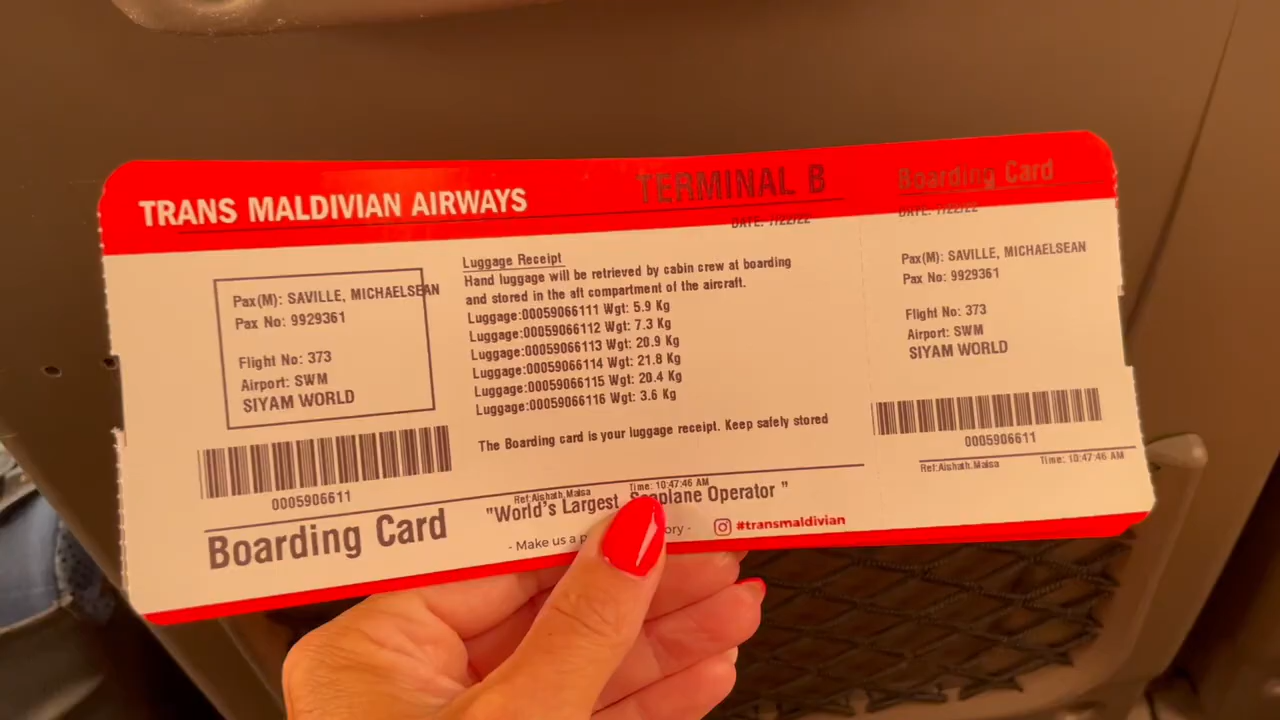 TRANS MALDIVIAN AIRWAYS
TERMINAL B
DATE:
Pax(M): SAVILLE, MICHAELSEAN
Pax No: 9929361
Flight No: 373
Airport: SWM
SIYAM WORLD
0005906611
Boarding Card
Luggage Receipt
Hand luggage will be retrieved by cabin crew at boarding
and stored in the aft compartment of the aircraft.
Luggage:00059066111 Wgt: 5.9 Kg
Luggage:00059066112 Wgt: 7.3 Kg
Luggage:00059066113 Wgt: 20.9 Kg
Luggage:00059066114 Wgt: 21.8 Kg
Luggage:00059066115 Wgt: 20.4 Kg
Luggage:00059066116 Wgt: 3.6 Kg
The Boarding card is your luggage receipt. Keep safely stored
Ref:Aishath.Maisa Time: 10:47:46 AM
"World's Largest Seaplane Operator "
- Make us a
#transmaldivian
Boarding Card
DATE:
Pax(M): SAVILLE, MICHAELSEAN
Pax No: 9929361
Flight No: 373
Airport: SWM
SIYAM WORLD
0005906611
Ref:Aishath.Maisa Time: 10:47:46 AM